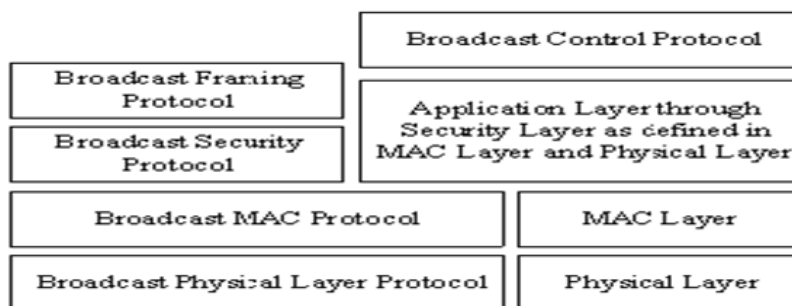 Broadcast Control Protocol
Broadcast Framing
Protocol
Application Layer through
Security Layer as defined in
MAC Layer and Physical Layer
Broadcast Security
Protocol
Broadcast MAC Protocol
MAC Layer
Broadcast Physical Layer Protocol
Physical Layer